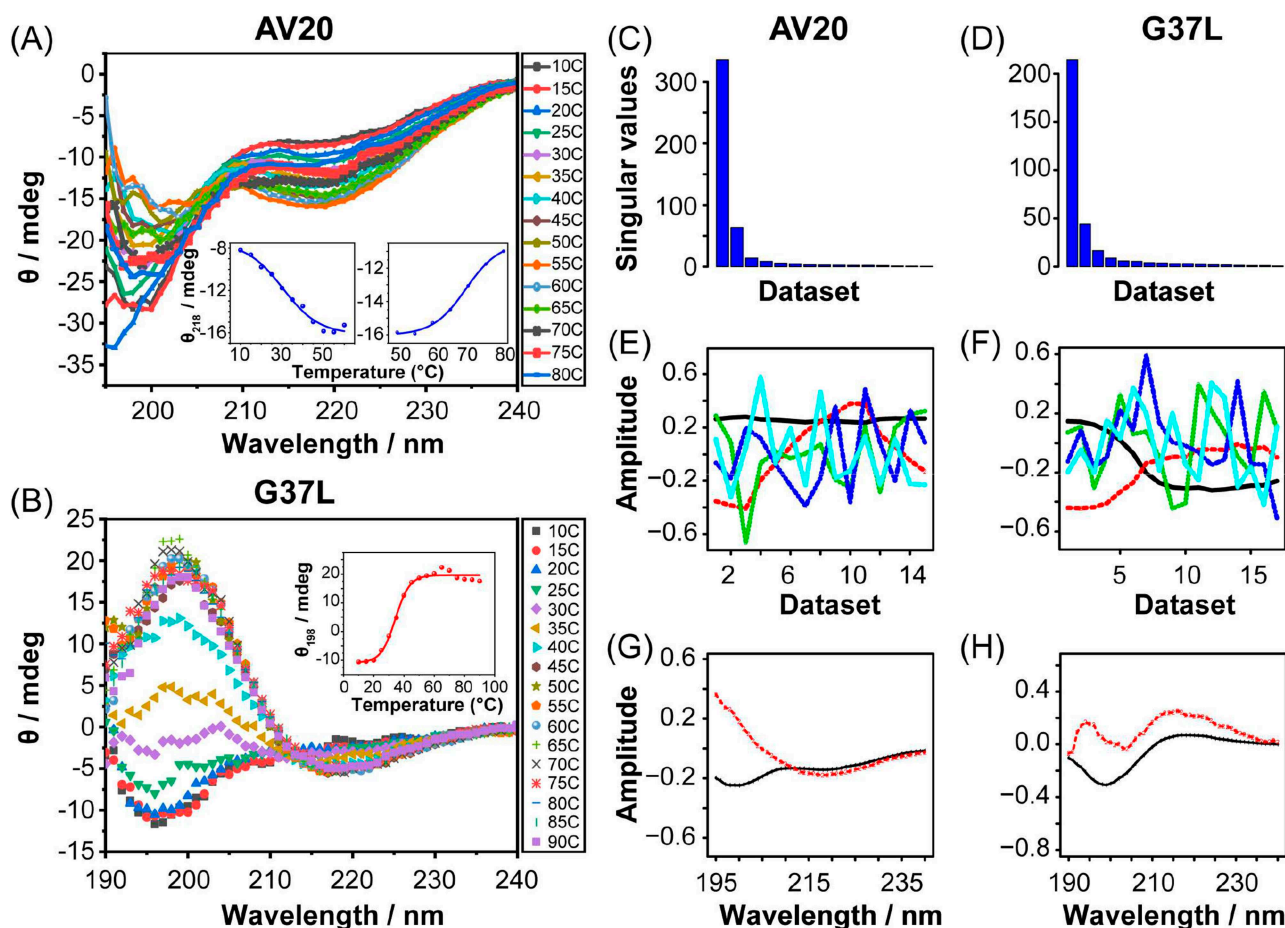 AV20
(A)
θ / mdeg
0
-5
-10
-15
-20
-25
-30
-35
200
210
220
230
240
Wavelength / nm
θ218 / mdeg
-8
-12
-16
10
20
30
40
50
-12
-14
-16
50
60
70
80
Temperature (°C)
10C
15C
20C
25C
30C
35C
40C
45C
50C
55C
60C
65C
70C
75C
80C
G37L
(B)
θ / mdeg
25
20
15
10
5
0
-5
-10
-15
190
200
210
220
230
240
Wavelength / nm
θ198 / mdeg
20
10
0
-10
0
20
40
60
80
Temperature (°C)
10C
15C
20C
25C
30C
35C
40C
45C
50C
55C
60C
65C
70C
75C
80C
85C
90C
(C)
AV20
Singular values
300
200
100
0
Dataset
(D)
G37L
200
150
100
50
0
Dataset
(E)
Amplitude
0.6
0.2
−0.2
−0.6
2
6
10
14
Dataset
(F)
0.6
0.2
−0.2
−0.6
5
10
15
Dataset
(G)
Amplitude
0.6
0.2
−0.2
−0.6
195
215
235
Wavelength / nm
(H)
0.4
0.0
−0.4
−0.8
190
210
230
Wavelength / nm